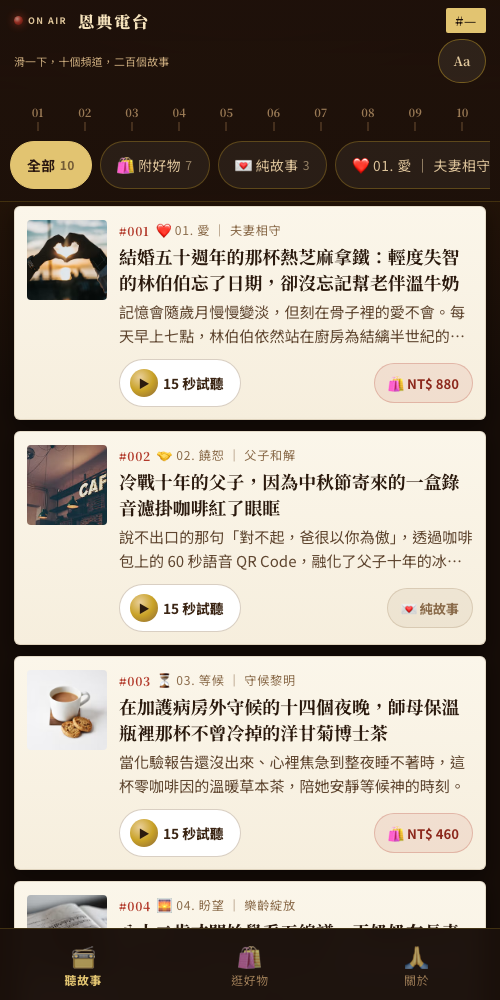 ON AIR 恩典電台
#—
滑一下，十個頻道，二百個故事
Aa
01 02 03 04 05 06 07 08 09 10
全部 10
附好物 7
純故事 3
01. 愛 ｜ 夫妻相守
#001 01. 愛 ｜ 夫妻相守
結婚五十週年的那杯熱芝麻拿鐵：輕度失智
的林伯伯忘了日期，卻沒忘記幫老伴溫牛奶
記憶會隨歲月慢慢變淡，但刻在骨子裡的愛不會。每
天早上七點，林伯伯依然站在廚房為結縭半世紀的…
15 秒試聽
NT$ 880
CAF
#002 02. 饒恕 ｜ 父子和解
冷戰十年的父子，因為中秋節寄來的一盒錄
音濾掛咖啡紅了眼眶
說不出口的那句「對不起，爸很以你為傲」，透過咖啡
包上的 60 秒語音 QR Code，融化了父子十年的冰…
15 秒試聽
純故事
#003 03. 等候 ｜ 守候黎明
在加護病房外守候的十四個夜晚，師母保溫
瓶裡那杯不曾冷掉的洋甘菊博士茶
當化驗報告還沒出來、心裡焦急到整夜睡不著時，這
杯零咖啡因的溫暖草本茶，陪她安靜等候神的時刻。
15 秒試聽
NT$ 460
#004 04. 盼望 ｜ 樂齡綻放
聽故事
逛好物
關於